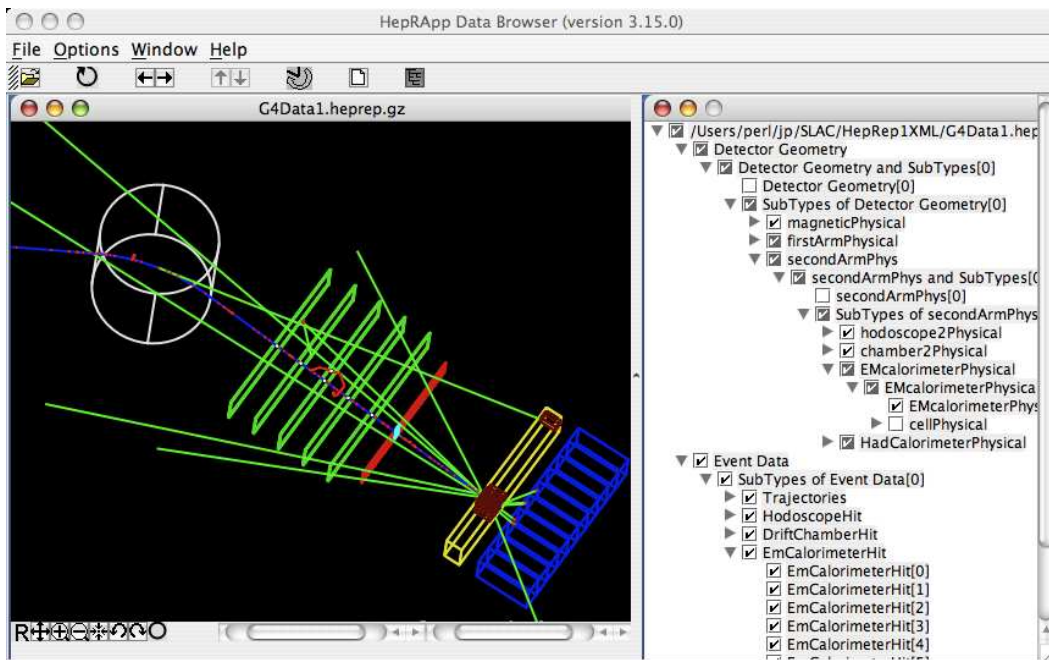 HepRApp Data Browser (version 3.15.0)
File Options Window Help
G4Data1.heprep.gz
R
/Users/perl/jp/SLAC/HepRep1XML/G4Data1.hep
Detector Geometry
Detector Geometry and SubTypes[0]
Detector Geometry[0]
SubTypes of Detector Geometry[0]
magneticPhysical
firstArmPhysical
secondArmPhys
secondArmPhys and SubTypes[0
secondArmPhys[0]
SubTypes of secondArmPhys
hodoscope2Physical
chamber2Physical
EMcalorimeterPhysical
EMcalorimeterPhysica
EMcalorimeterPhys
cellPhysical
HadCalorimeterPhysical
Event Data
SubTypes of Event Data[0]
Trajectories
HodoscopeHit
DriftChamberHit
EmCalorimeterHit
EmCalorimeterHit[0]
EmCalorimeterHit[1]
EmCalorimeterHit[2]
EmCalorimeterHit[3]
EmCalorimeterHit[4]